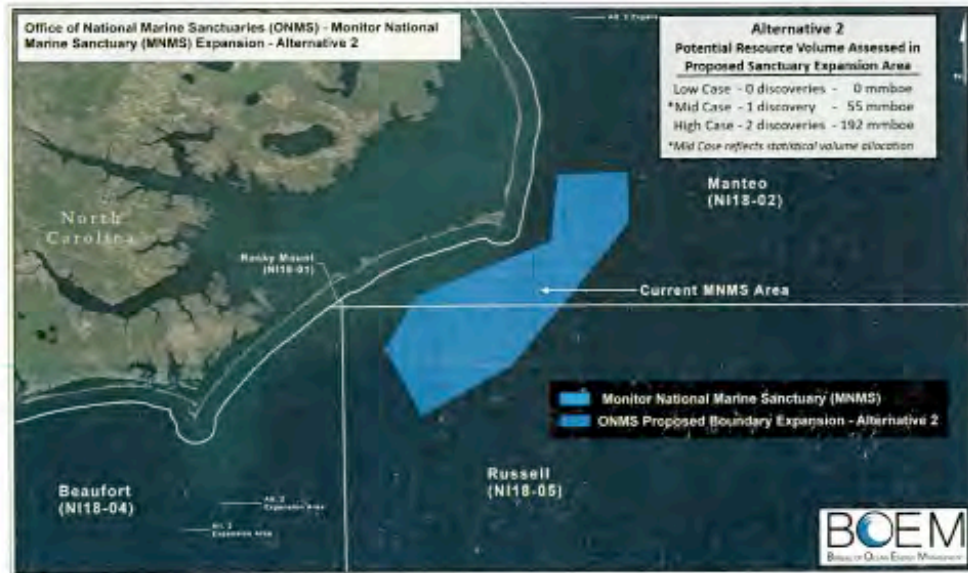 Office of National Marine Sanctuaries (ONMS) - Monitor National
Marine Sanctuary (MNMS) Expansion - Alternative 2
Alternative 2
Potential Resource Volume Assessed in
Proposed Sanctuary Expansion Area
Low Case - 0 discoveries - 0 mmboe
*Mid Case - 1 discovery - 55 mmboe
High Case - 2 discoveries - 192 mmboe
*Mid Case reflects statistical volume allocation
Manteo
(NI18-02)
North
Carolina
Rocky Mount
(NI18-01)
Current MNMS Area
Monitor National Marine Sanctuary (MNMS)
ONMS Proposed Boundary Expansion - Alternative 2
Russell
(NI18-05)
Beaufort
(NI18-04)
Expansion Area
Expansion Area
BOEM
BUREAU OF OCEAN ENERGY MANAGEMENT